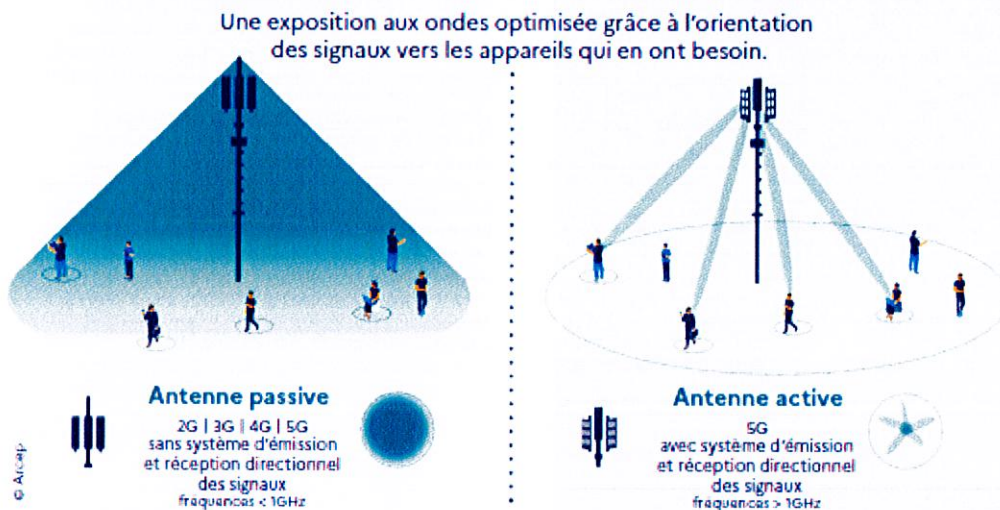 Une exposition aux ondes optimisée grâce à l'orientation
des signaux vers les appareils qui en ont besoin.
Antenne passive
2G | 3G | 4G | 5G
sans système d'émission
et réception directionnel
des signaux
fréquences < 1GHz
© Arcep
Antenne active
5G
avec système d'émission
et réception directionnel
des signaux
fréquences > 1GHz